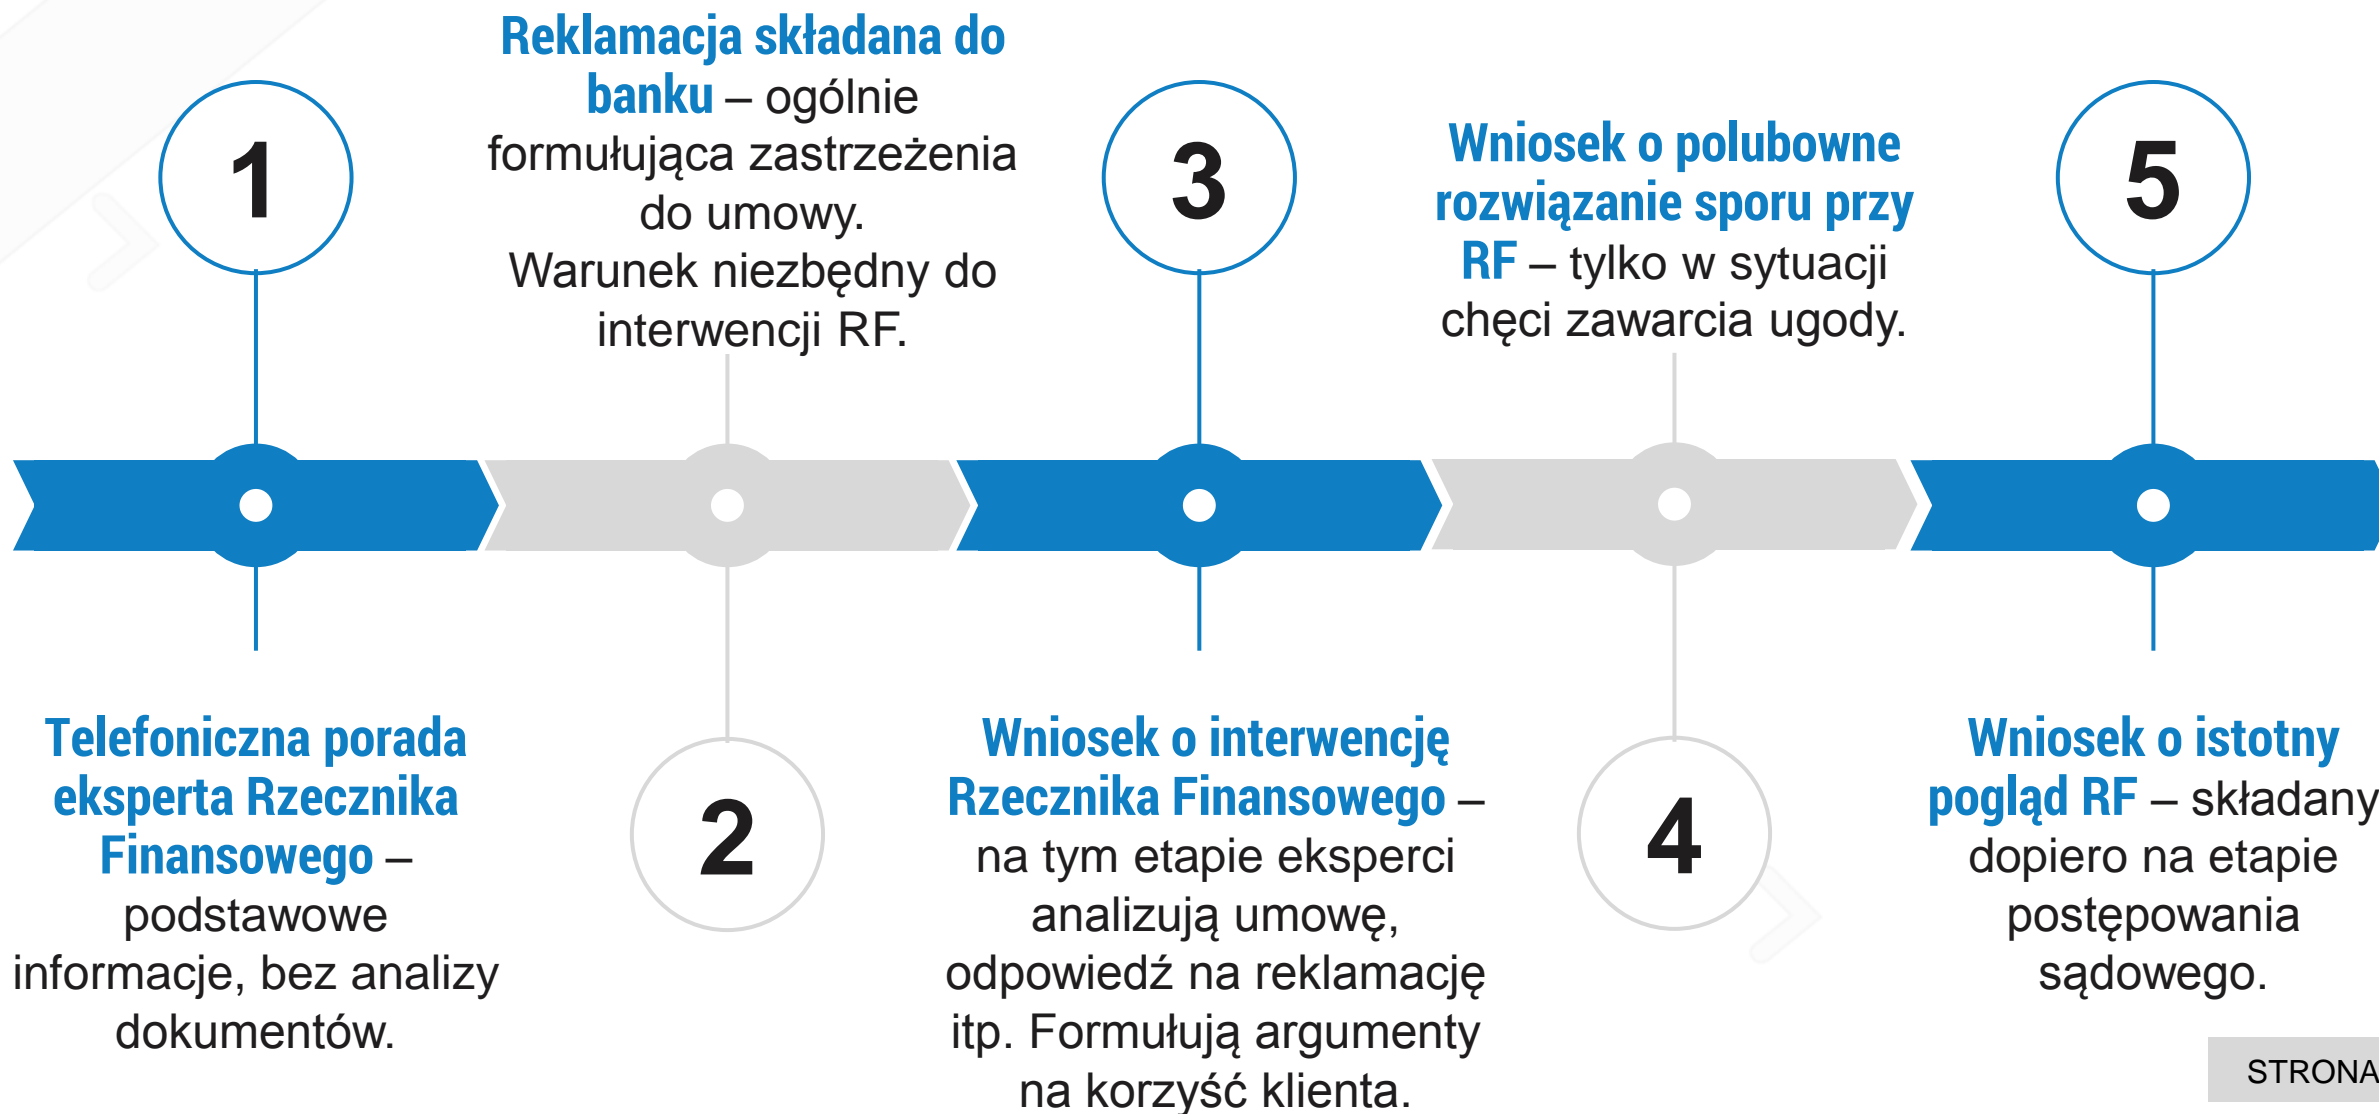 1
Telefoniczna porada
eksperta Rzecznika
Finansowego –
podstawowe
informacje, bez analizy
dokumentów.
Reklamacja składana do
banku – ogólnie
formułująca zastrzeżenia
do umowy.
Warunek niezbędny do
interwencji RF.
2
3
Wniosek o interwencję
Rzecznika Finansowego –
na tym etapie eksperci
analizują umowę,
odpowiedź na reklamację
itp. Formułują argumenty
na korzyść klienta.
Wniosek o polubowne
rozwiązanie sporu przy
RF – tylko w sytuacji
chęci zawarcia ugody.
4
5
Wniosek o istotny
pogląd RF – składany
dopiero na etapie
postępowania
sądowego.
STRONA